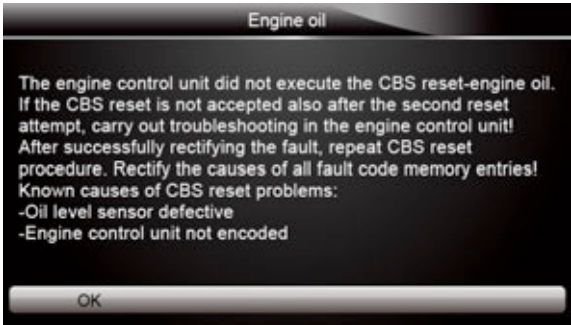 Engine oil
The engine control unit did not execute the CBS reset-engine oil.
If the CBS reset is not accepted also after the second reset
attempt, carry out troubleshooting in the engine control unit!
After successfully rectifying the fault, repeat CBS reset
procedure. Rectify the causes of all fault code memory entries!
Known causes of CBS reset problems:
-Oil level sensor defective
-Engine control unit not encoded
OK